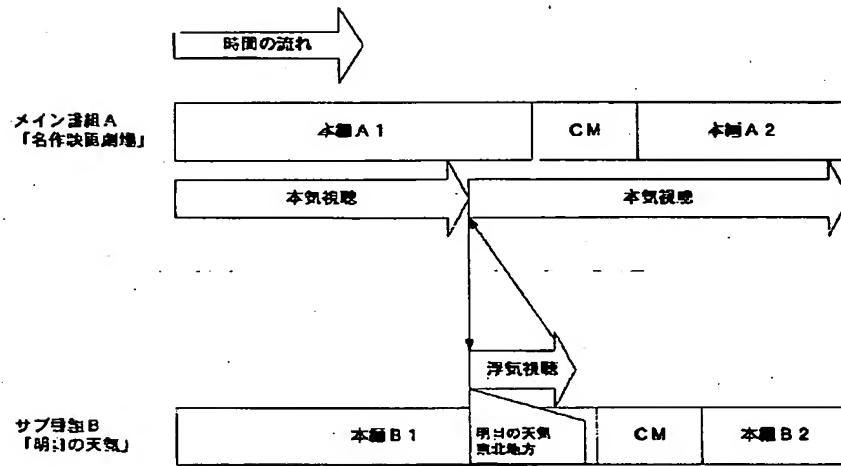 時間の流れ
メイン番組A
「名作映画劇場」
本編A1
CM
本編A2
本気視聴
本気視聴
浮気視聴
サブ番組B
「明日の天気」
本編B1
明日の天気
東北地方
CM
本編B2